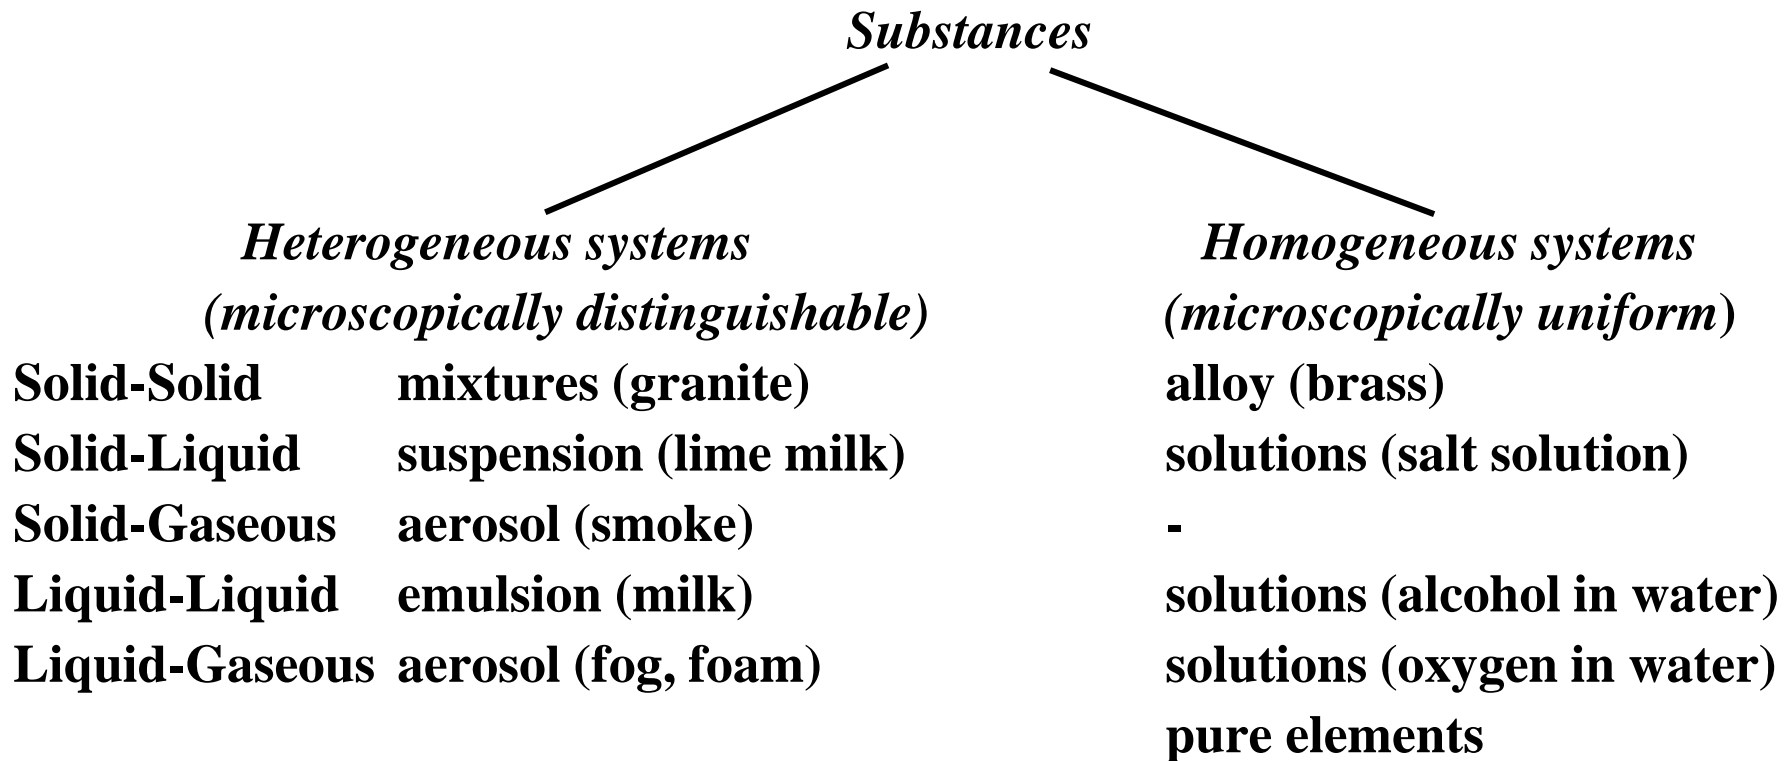 Substances
Heterogeneous systems Homogeneous systems
(microscopically distinguishable) (microscopically uniform)
Solid-Solid mixtures (granite) alloy (brass)
Solid-Liquid suspension (lime milk) solutions (salt solution)
Solid-Gaseous aerosol (smoke) -
Liquid-Liquid emulsion (milk) solutions (alcohol in water)
Liquid-Gaseous aerosol (fog, foam) solutions (oxygen in water)
pure elements